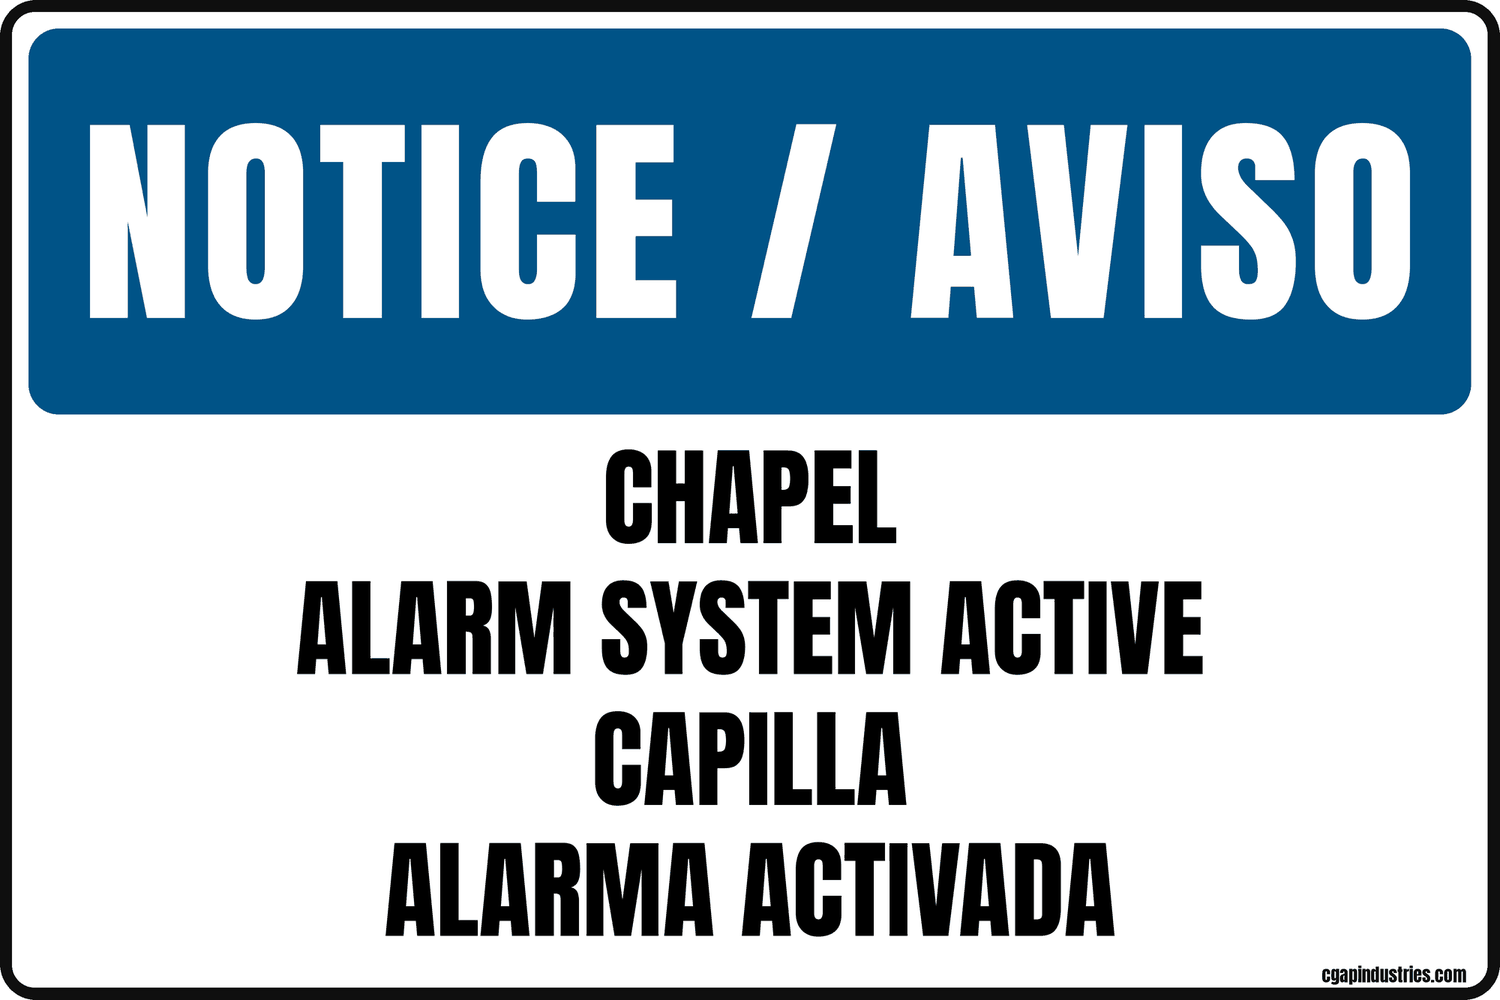 NOTICE / AVISO
CHAPEL
ALARM SYSTEM ACTIVE
CAPILLA
ALARMA ACTIVADA
cgapindustries.com